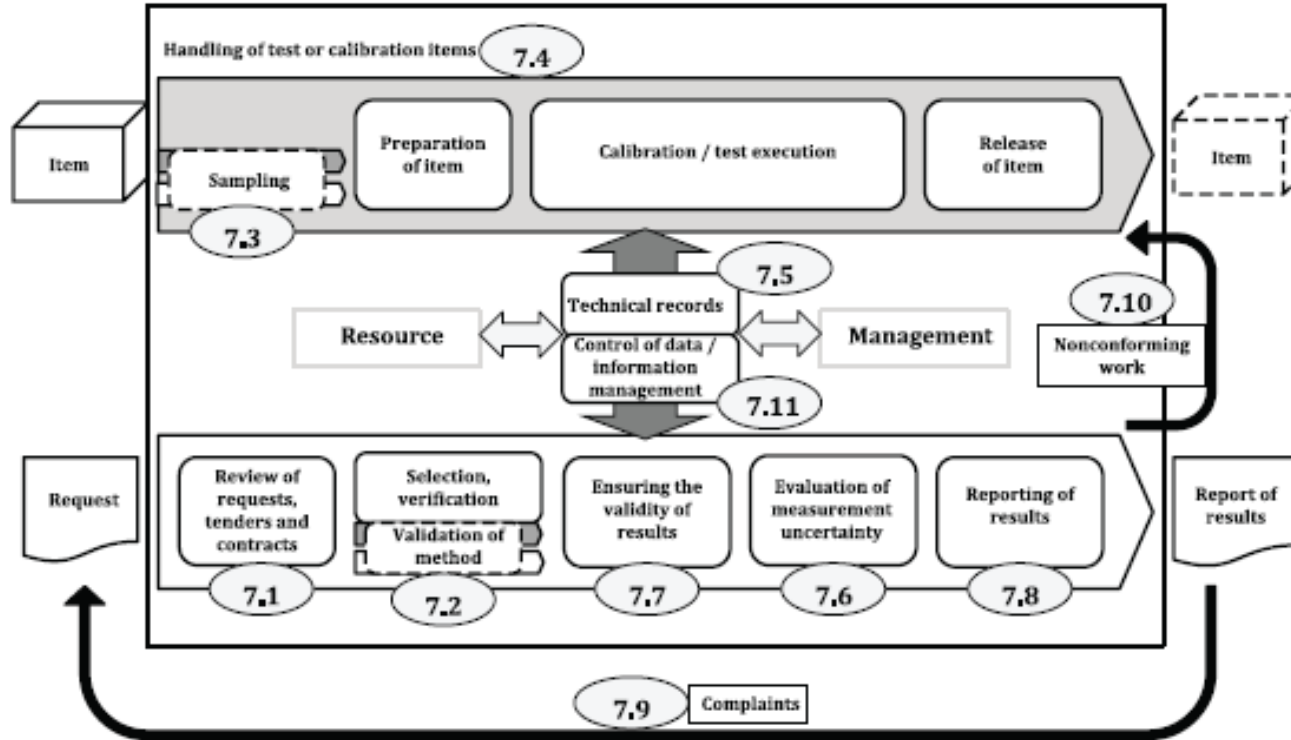 Handling of test or calibration items
7.4
Item
Sampling
7.3
Preparation
of item
Calibration / test execution
Release
of item
Item
7.5
Technical records
Resource
Management
Control of data /
information
management
7.11
7.10
Nonconforming
work
Request
Review of
requests,
tenders and
contracts
7.1
Selection,
verification
Validation of
method
7.2
Ensuring the
validity of
results
7.7
Evaluation of
measurement
uncertainty
7.6
Reporting of
results
7.8
Report of
results
7.9
Complaints